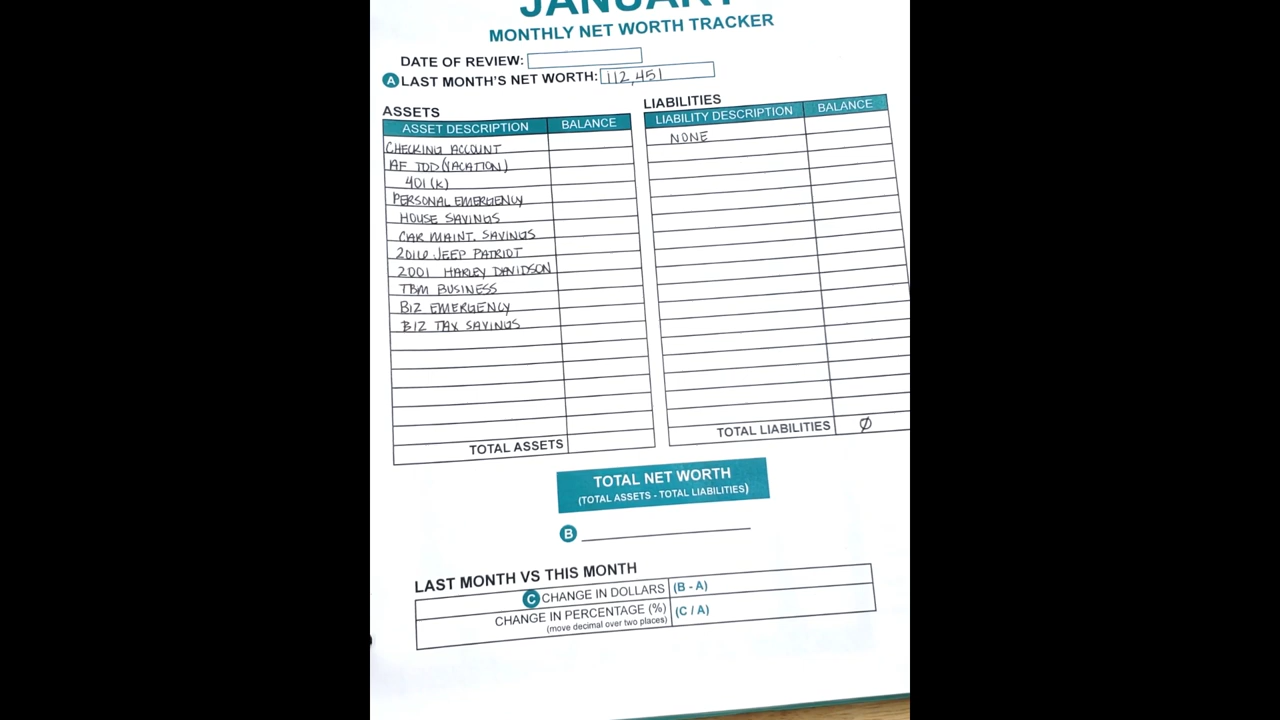 JANUARY
MONTHLY NET WORTH TRACKER
DATE OF REVIEW:
A LAST MONTH'S NET WORTH: 112,451
ASSETS
ASSET DESCRIPTION BALANCE
CHECKING ACCOUNT
AF TDD (VACATION)
401(K)
PERSONAL EMERGENCY
HOUSE SAVINGS
CAR MAINT. SAVINGS
2016 JEEP PATRIOT
2001 HARLEY DAVIDSON
TBM BUSINESS
BIZ EMERGENCY
BIZ TAX SAVINGS
TOTAL ASSETS
LIABILITIES
LIABILITY DESCRIPTION BALANCE
NONE
TOTAL LIABILITIES Ø
TOTAL NET WORTH
(TOTAL ASSETS - TOTAL LIABILITIES)
B
LAST MONTH VS THIS MONTH
C CHANGE IN DOLLARS (B - A)
CHANGE IN PERCENTAGE (%) (C / A)
(move decimal over two places)